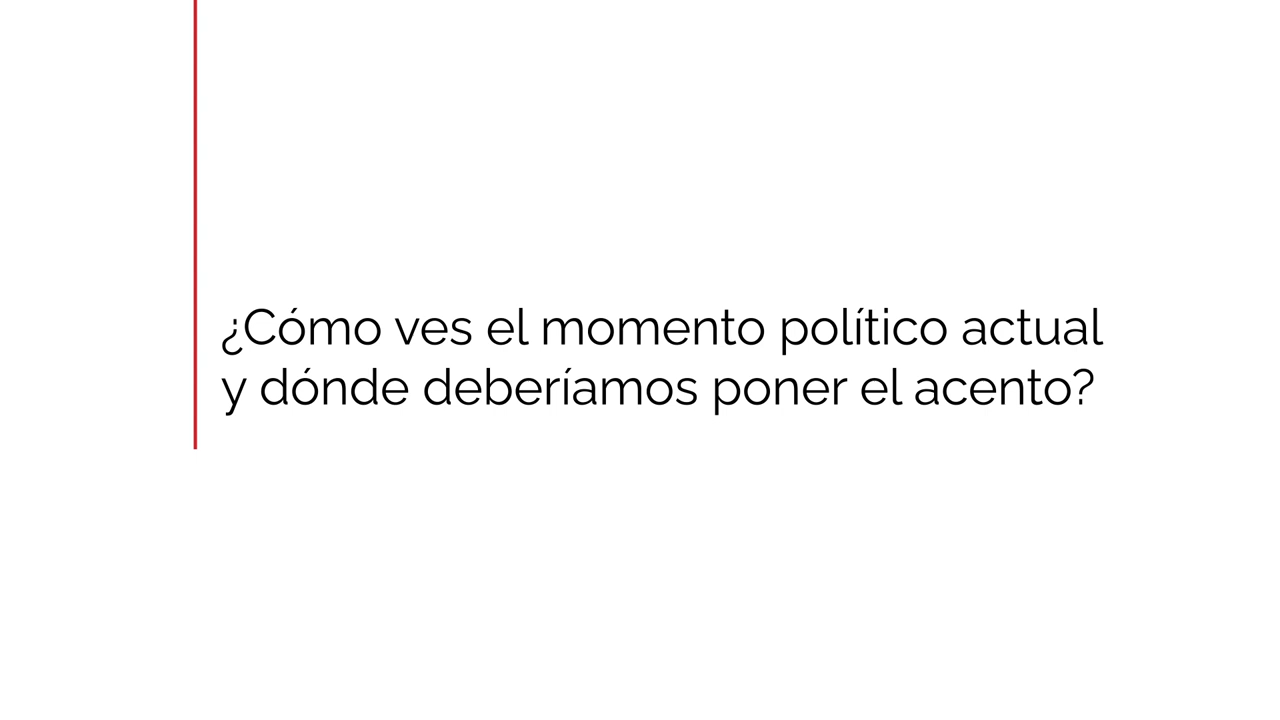 ¿Cómo ves el momento político actual
y dónde deberíamos poner el acento?